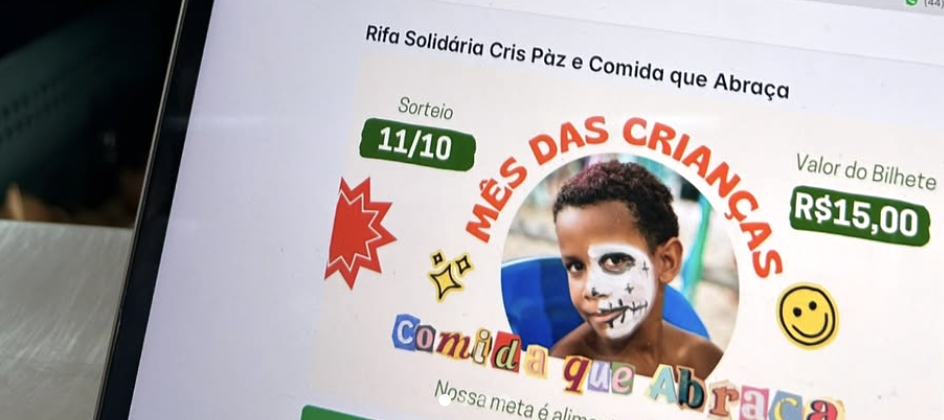 (44)
Rifa Solidária Cris Pàz e Comida que Abraça
Sorteio
11/10
MÊS DAS CRIANÇAS
Valor do Bilhete
R$15,00
Comida que Abraça
Nossa meta é